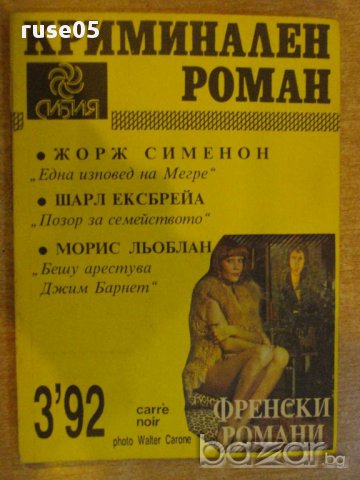 ruse05
КРИМИНАЛЕН
РОМАН
СИБИЯ
• ЖОРЖ СИМЕНОН
„Една изповед на Мегре“
• ШАРЛ ЕКСБРЕЙА
„Позор за семейството“
• МОРИС ЛЬОБЛАН
„Бешу арестува
Джим Барнет“
3’92
carrè
noir
photo Walter Carone
ФРЕНСКИ
РОМАНИ
bazar.bg